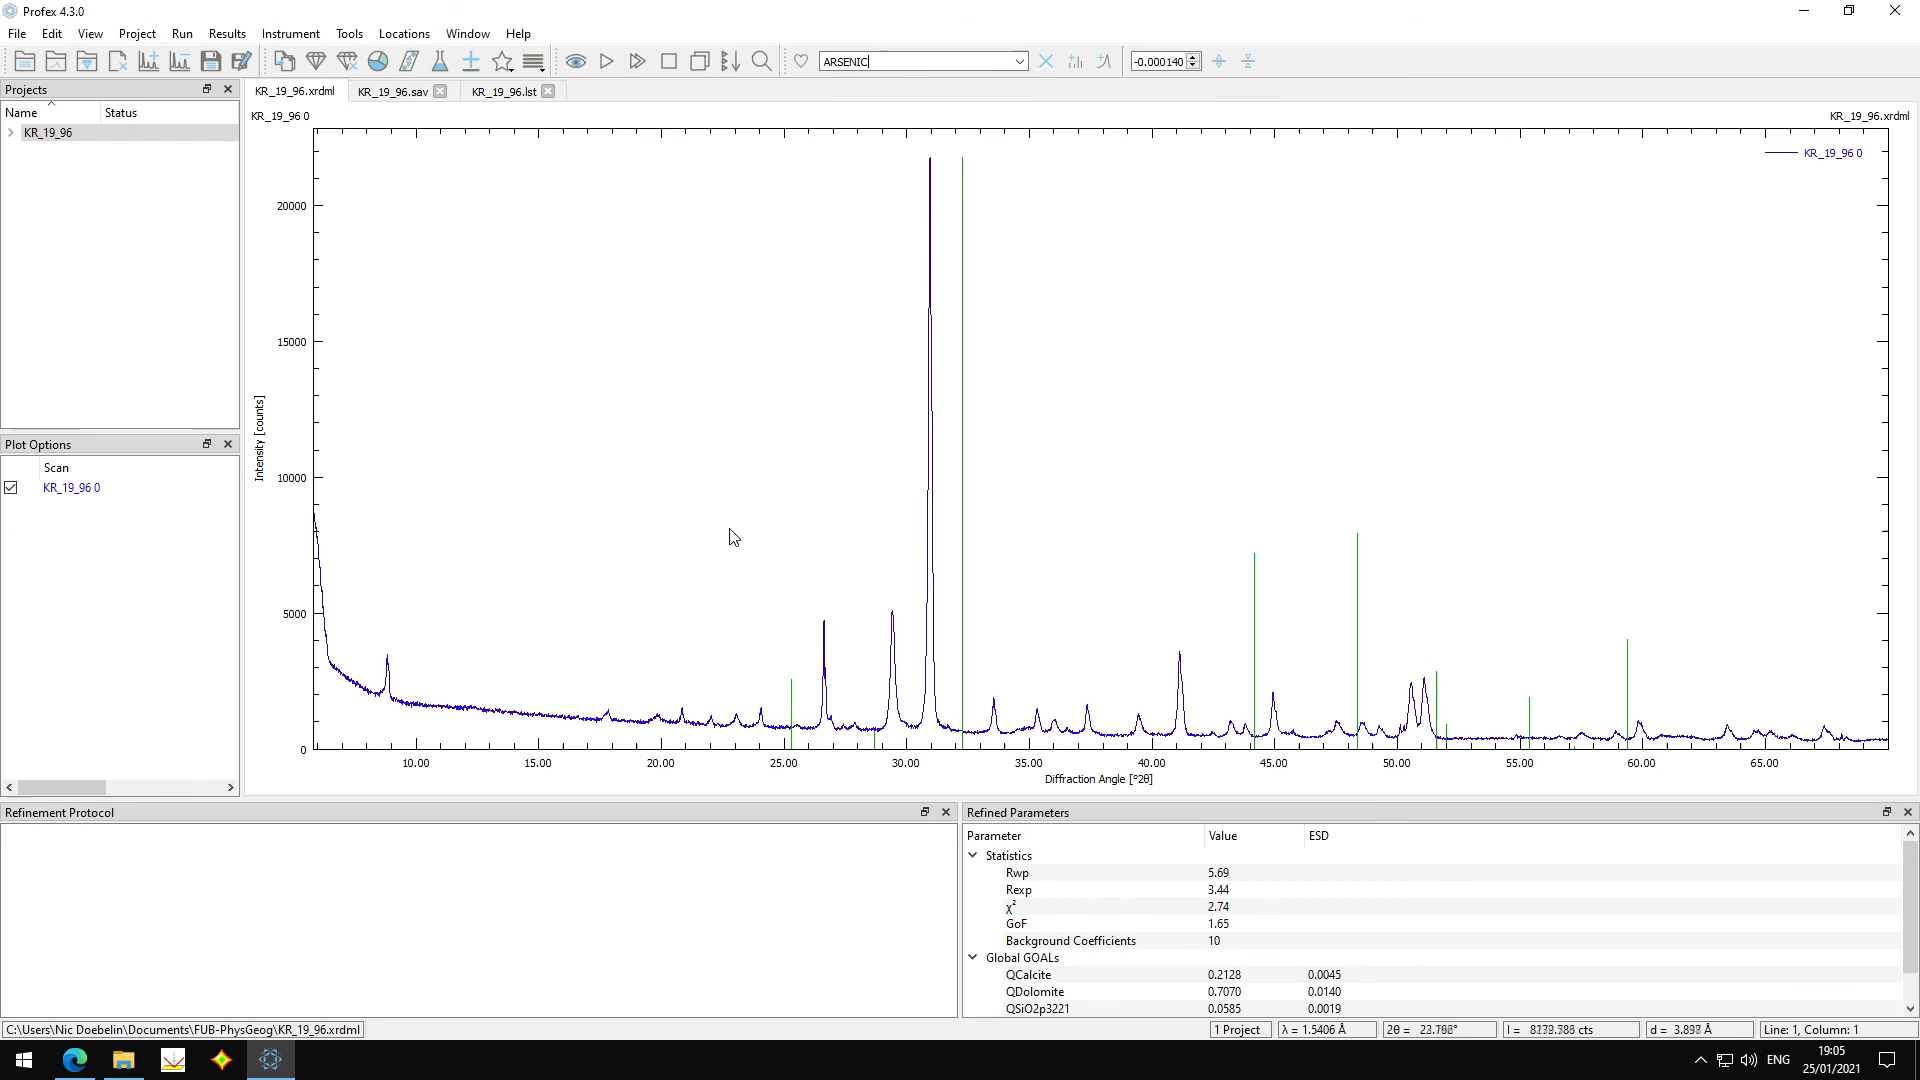 Profex 4.3.0
File Edit View Project Run Results Instrument Tools Locations Window Help
ARSENIC
-0.000140
Projects
Name Status
KR_19_96
Plot Options
Scan
KR_19_96 0
KR_19_96.xrdml KR_19_96.sav KR_19_96.lst
KR_19_96 0 KR_19_96.xrdml
KR_19_96 0
20000
15000
10000
5000
0
Intensity [counts]
10.00 15.00 20.00 25.00 30.00 35.00 40.00 45.00 50.00 55.00 60.00 65.00
Diffraction Angle [°2θ]
Refinement Protocol
Refined Parameters
Parameter Value ESD
Statistics
Rwp 5.69
Rexp 3.44
χ² 2.74
GoF 1.65
Background Coefficients 10
Global GOALs
QCalcite 0.2128 0.0045
QDolomite 0.7070 0.0140
QSiO2p3221 0.0585 0.0019
C:\Users\Nic Doebelin\Documents\FUB-PhysGeog\KR_19_96.xrdml
1 Project λ = 1.5406 Å 2θ = I = cts d = Å Line: 1, Column: 1
ENG
19:05
25/01/2021